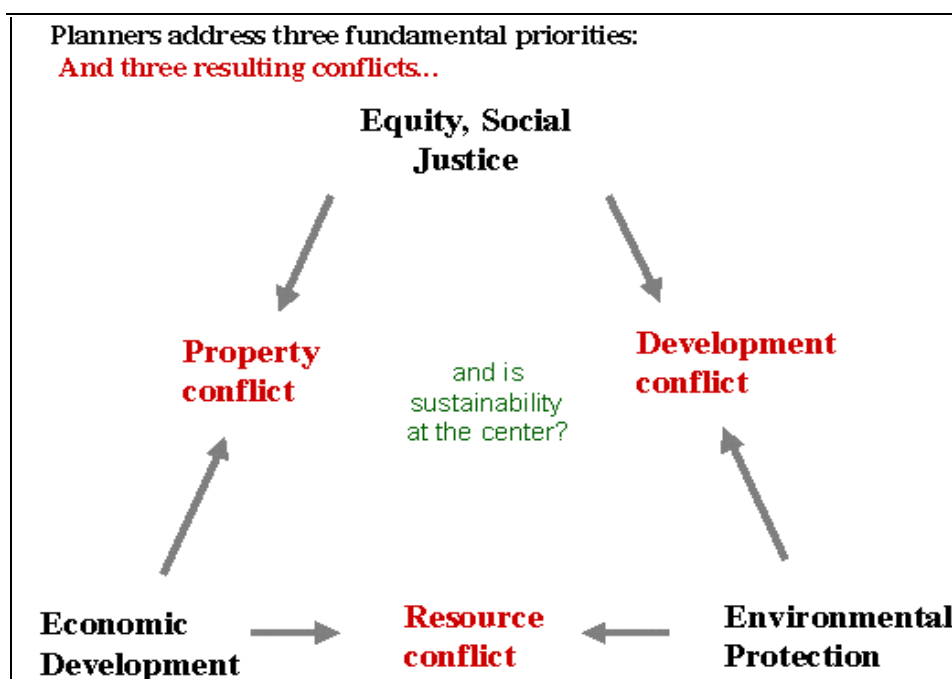 Planners address three fundamental priorities:
And three resulting conflicts...
Equity, Social
Justice
Property
conflict
and is
sustainability
at the center?
Development
conflict
Economic
Development
Resource
conflict
Environmental
Protection